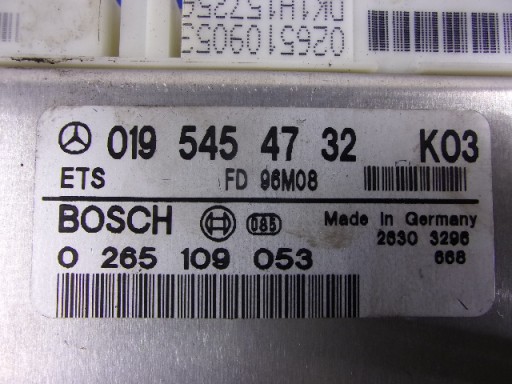 0265109053
019 545 47 32 K03
ETS FD 96M08
BOSCH 085 Made in Germany
2630 3296
0 265 109 053 668